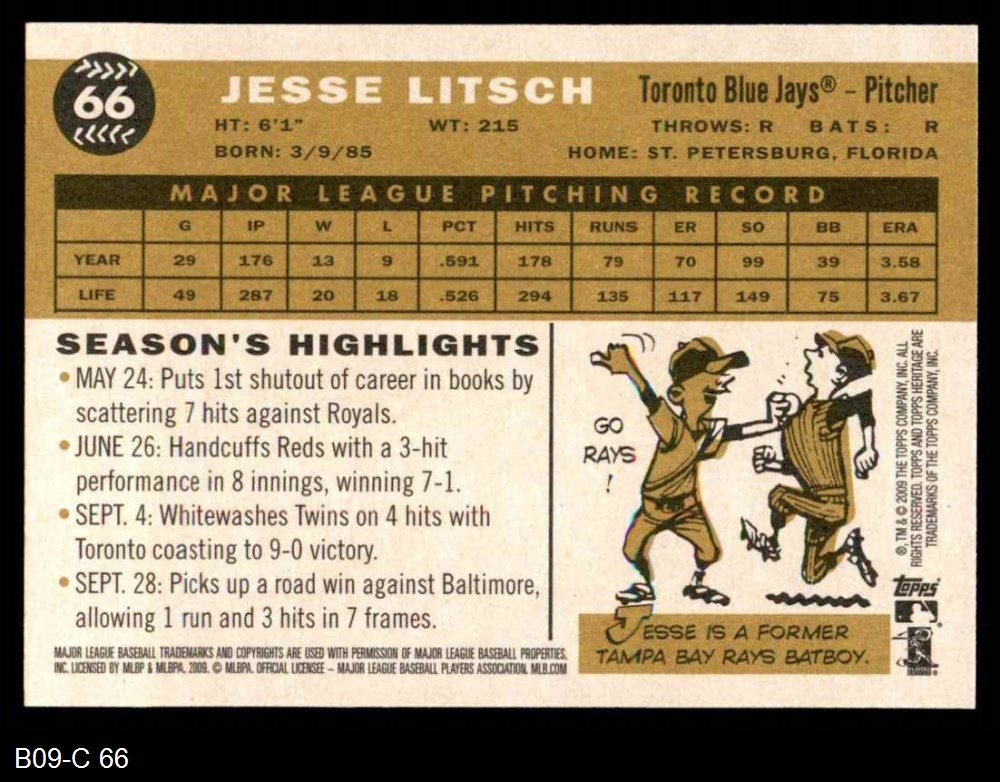 66
JESSE LITSCH
Toronto Blue Jays® – Pitcher
HT: 6'1" WT: 215 THROWS: R BATS: R
BORN: 3/9/85 HOME: ST. PETERSBURG, FLORIDA
MAJOR LEAGUE PITCHING RECORD
G IP W L PCT HITS RUNS ER SO BB ERA
YEAR 29 176 13 9 .591 178 79 70 99 39 3.58
LIFE 49 287 20 18 .526 294 135 117 149 75 3.67
SEASON'S HIGHLIGHTS
• MAY 24: Puts 1st shutout of career in books by
scattering 7 hits against Royals.
• JUNE 26: Handcuffs Reds with a 3-hit
performance in 8 innings, winning 7-1.
• SEPT. 4: Whitewashes Twins on 4 hits with
Toronto coasting to 9-0 victory.
• SEPT. 28: Picks up a road win against Baltimore,
allowing 1 run and 3 hits in 7 frames.
MAJOR LEAGUE BASEBALL TRADEMARKS AND COPYRIGHTS ARE USED WITH PERMISSION OF MAJOR LEAGUE BASEBALL PROPERTIES,
INC. LICENSED BY MLBP & MLBPA, 2009. © MLBPA. OFFICIAL LICENSEE – MAJOR LEAGUE BASEBALL PLAYERS ASSOCIATION. MLB.COM
GO
RAYS
!
JESSE IS A FORMER
TAMPA BAY RAYS BATBOY.
®, TM & © 2009 THE TOPPS COMPANY, INC. ALL
RIGHTS RESERVED. TOPPS AND TOPPS HERITAGE ARE
TRADEMARKS OF THE TOPPS COMPANY, INC.
topps
B09-C 66